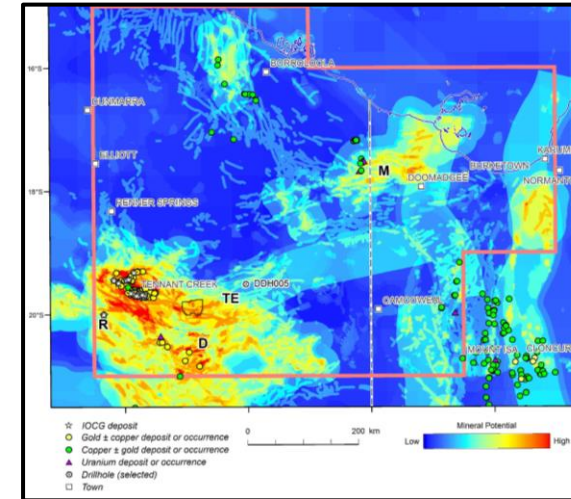 16°S
BORROLOOLA
DUNMARRA
ELLIOTT
M
BURKETOWN
KARUMBA
DOOMADGEE
NORMANTON
18°S
RENNER SPRINGS
TENNANT CREEK
TE
DDH005
20°S
R
CAMOOWEAL
D
MOUNT ISA
CLONCURRY
IOCG deposit
Gold ± copper deposit or occurrence
Copper ± gold deposit or occurrence
Uranium deposit or occurrence
Drillhole (selected)
Town
0
200 km
Mineral Potential
Low
High